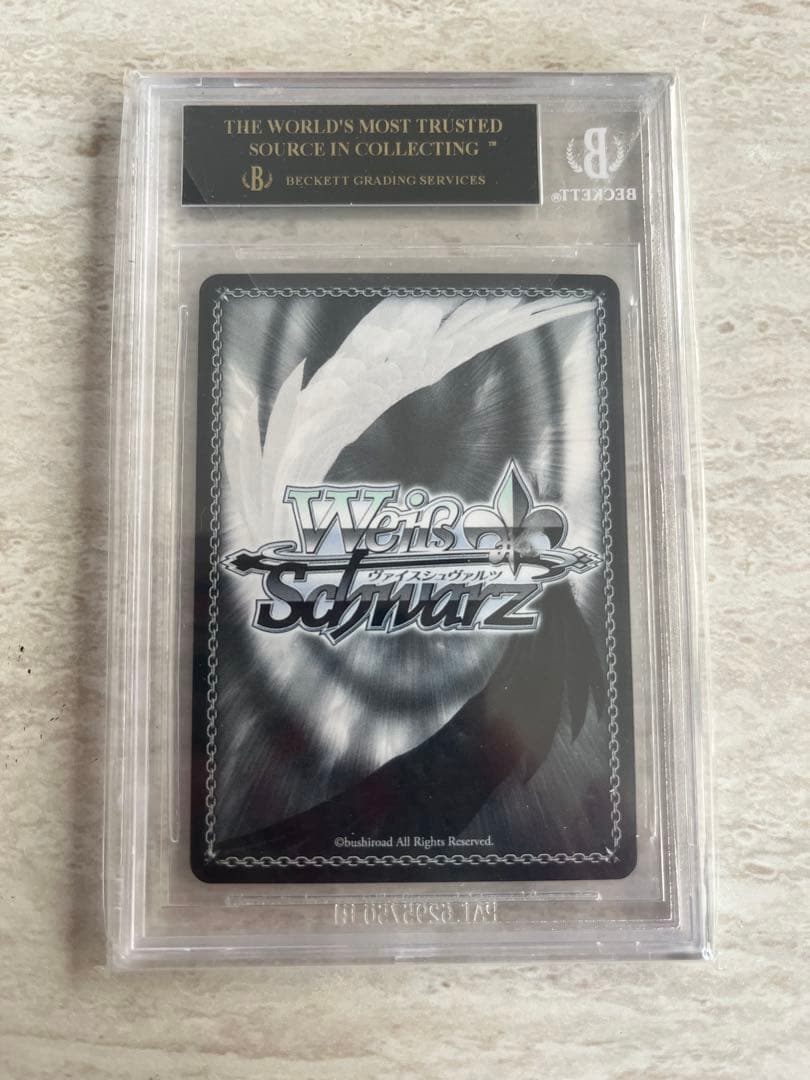 THE WORLD'S MOST TRUSTED
SOURCE IN COLLECTING ™
B BECKETT GRADING SERVICES
B
BECKETT®
Weiß
ヴァイスシュヴァルツ
Schwarz
©bushiroad All Rights Reserved.